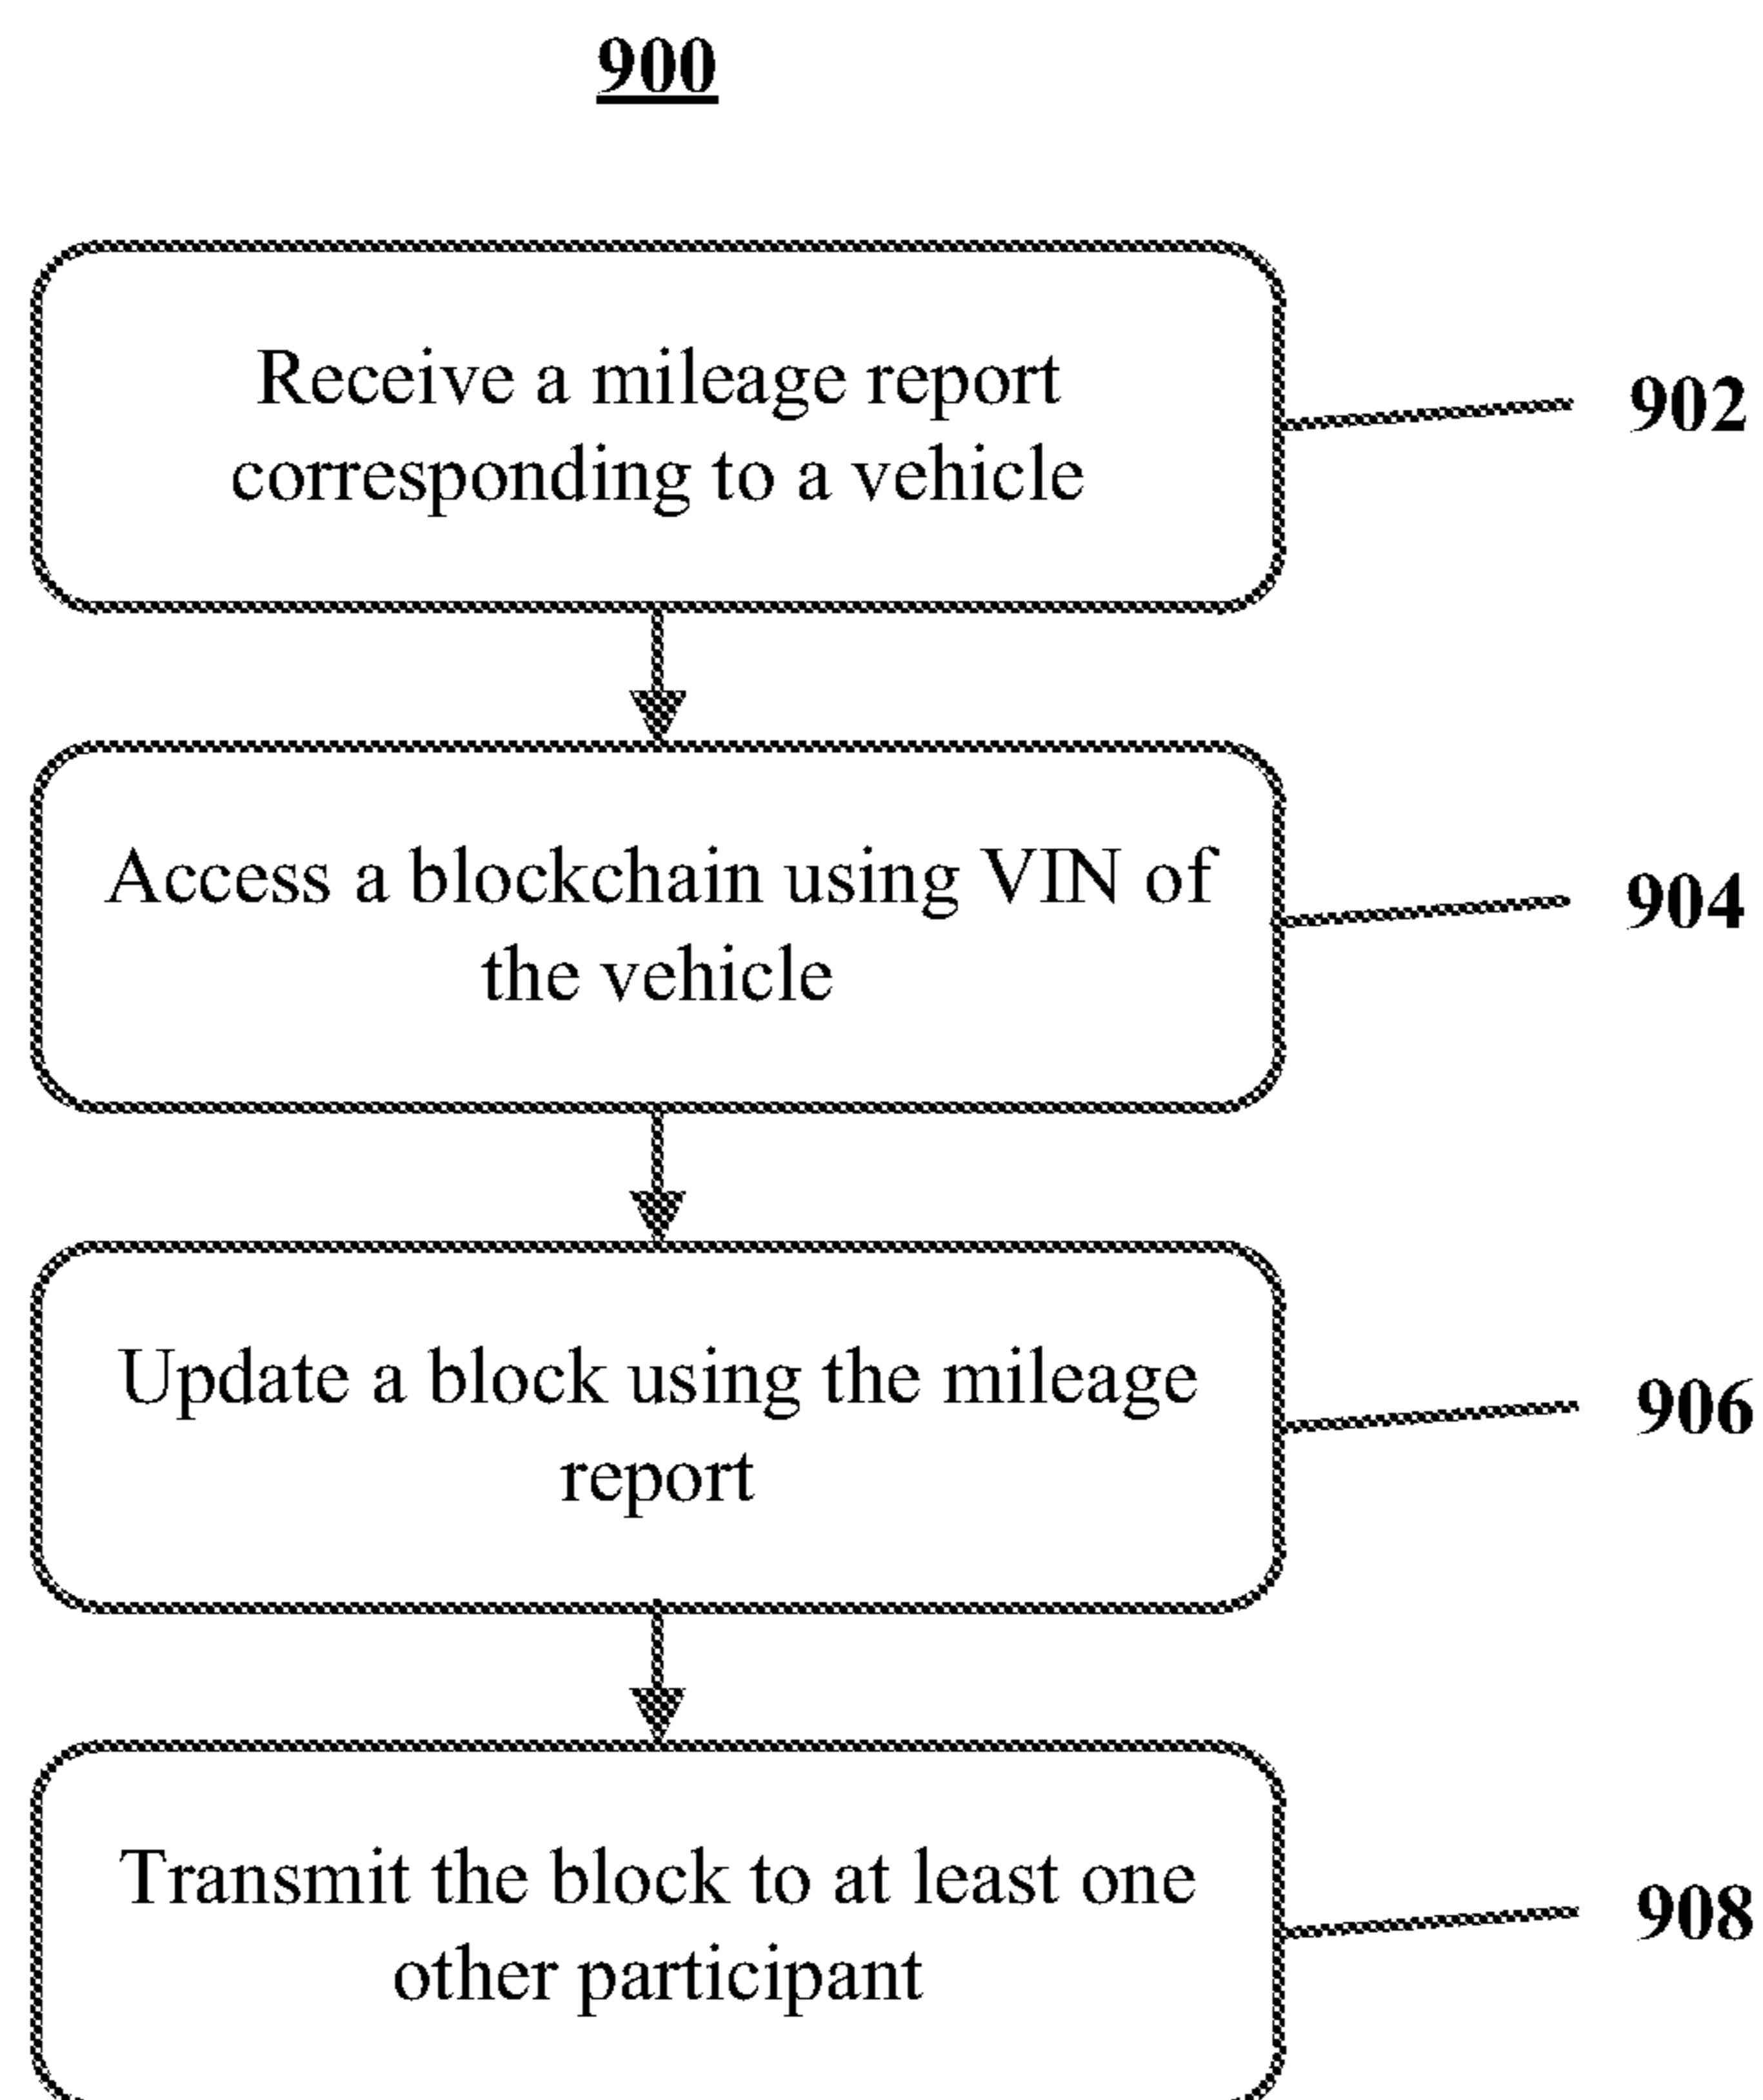 900
Receive a mileage report
corresponding to a vehicle
902
Access a blockchain using VIN of
the vehicle
904
Update a block using the mileage
report
906
Transmit the block to at least one
other participant
908